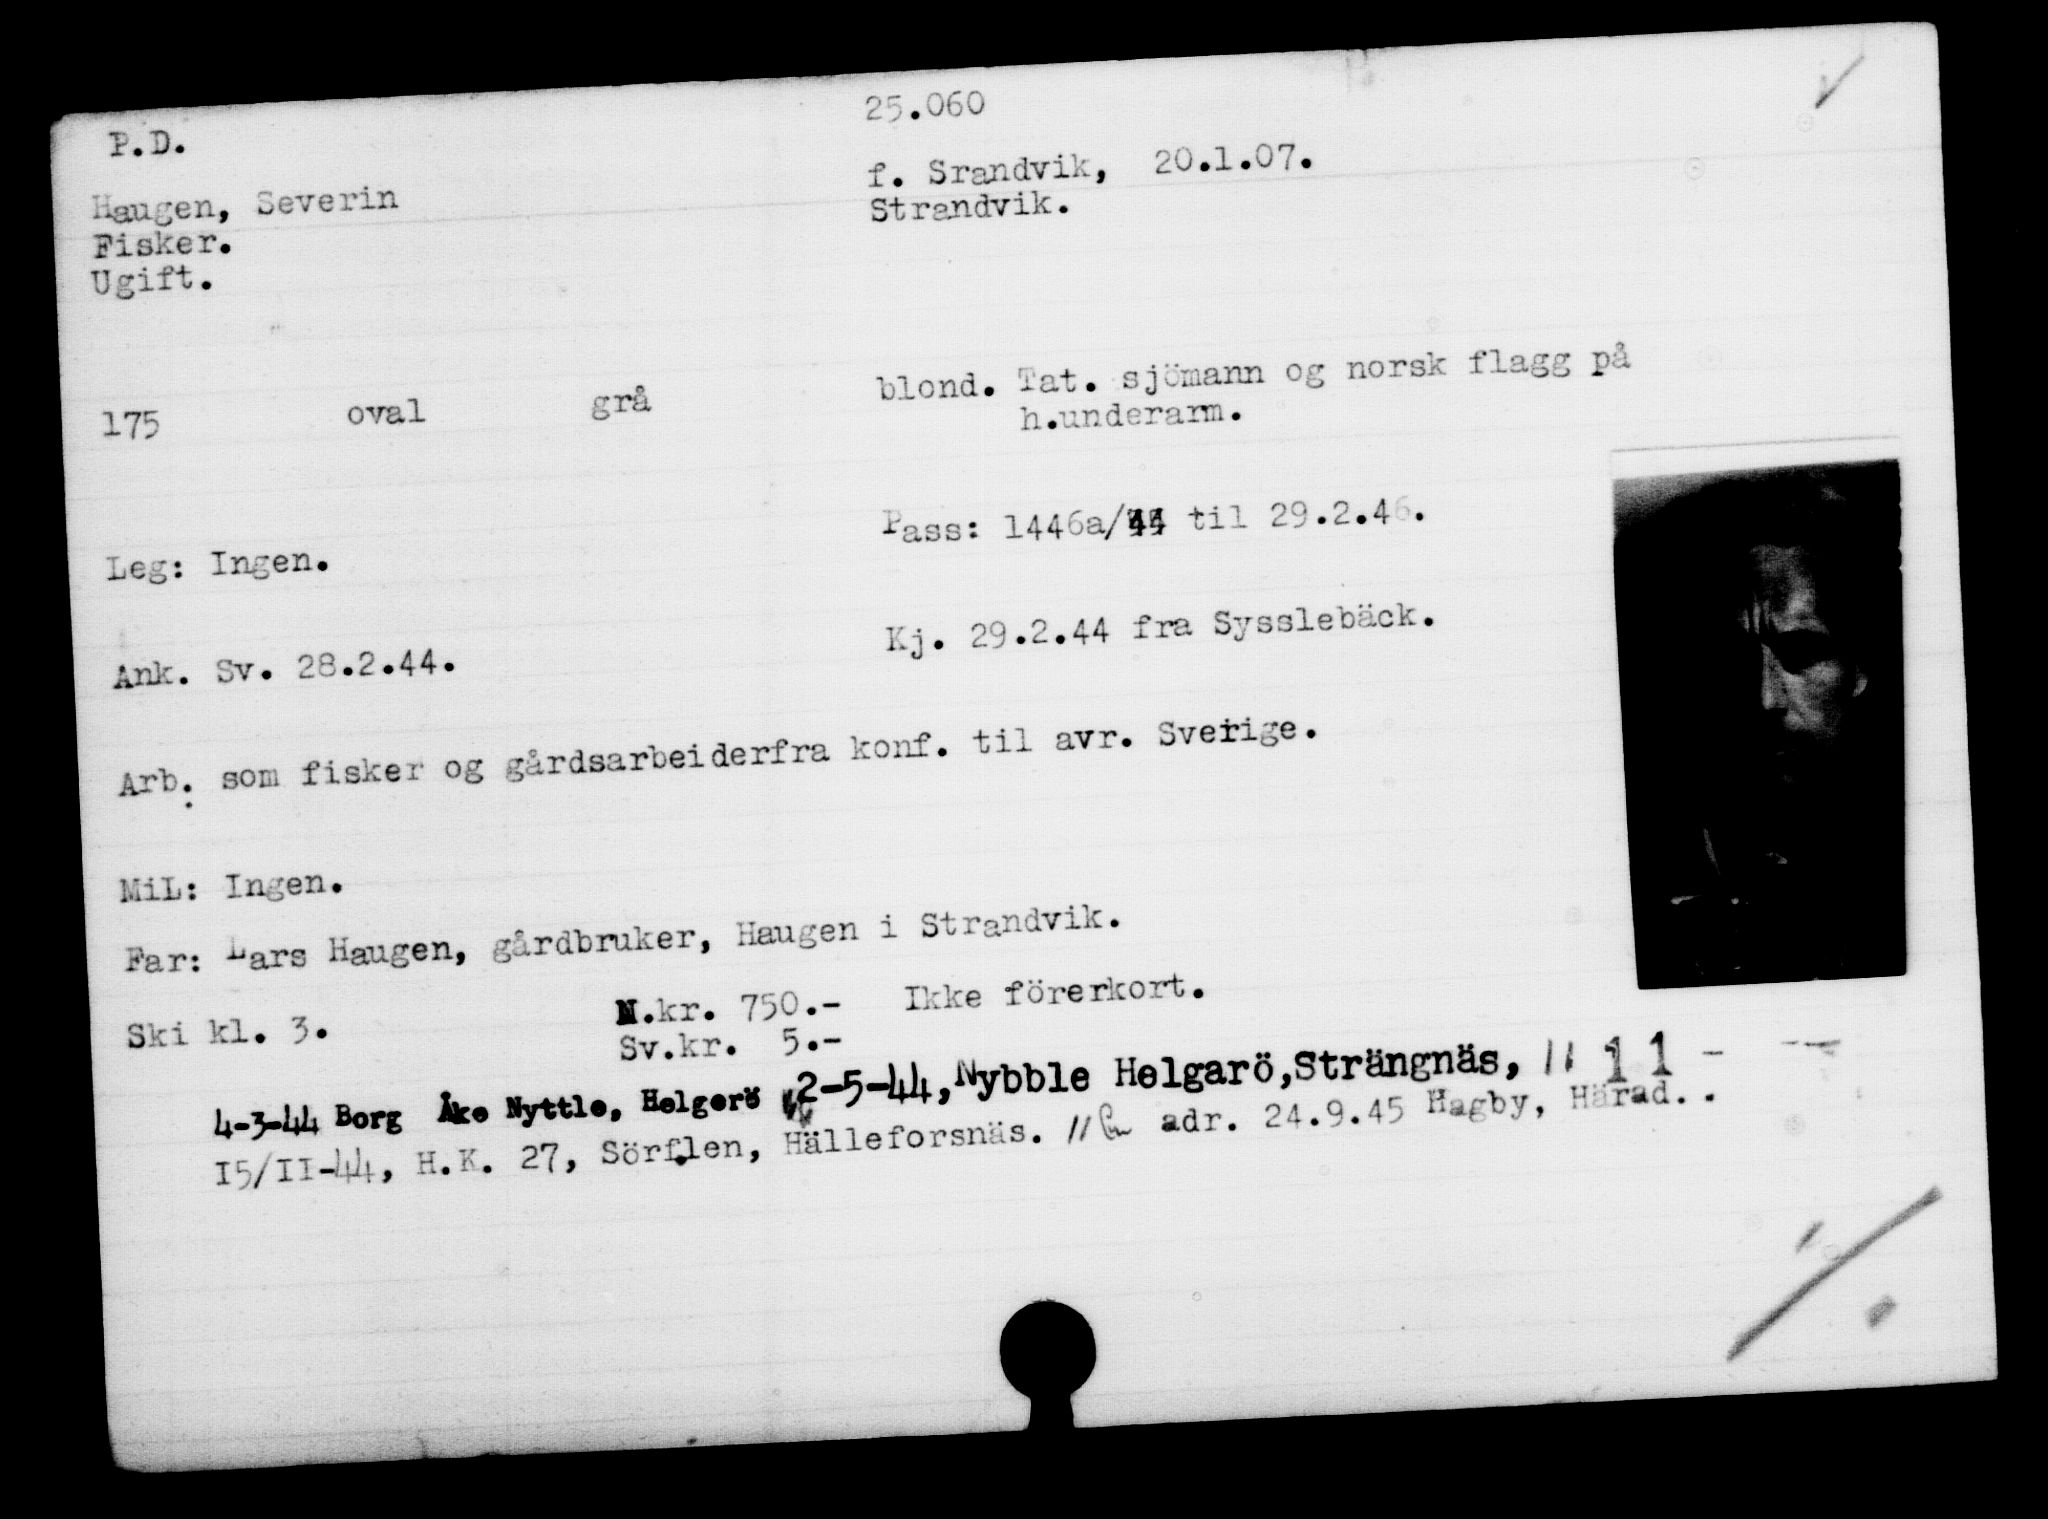 25.060
P.D.
f. Srandvik, 20.1.07.
Haugen, Severin
Strandvik.
Fisker.
Ugift.
175 oval grå blond. Tat. sjömann og norsk flagg på
h.underarm.
Pass: 1446a/44 til 29.2.46.
Leg: Ingen.
Kj. 29.2.44 fra Sysslebäck.
Ank. Sv. 28.2.44.
Arb. som fisker og gårdsarbeiderfra konf. til avr. Sverige.
MiL: Ingen.
Far: Lars Haugen, gårdbruker, Haugen i Strandvik.
Ski kl. 3. N.kr. 750.- Ikke förerkort.
Sv.kr. 5.-
4-3-44 Borg Åke Nyttle, Helgerö 2-5-44, Nybble Helgarö,Strängnäs, // 11 -
15/II-44, H.K. 27, Sörflen, Hälleforsnäs. // adr. 24.9.45 Hagby, Härad..